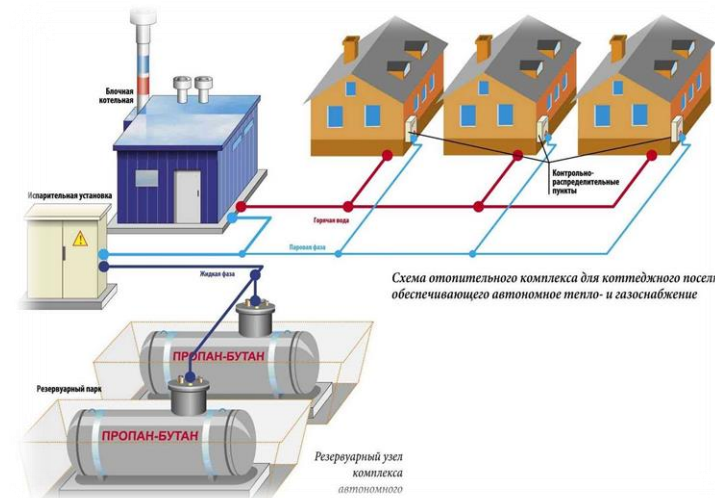 Блочная
котельная
Испарительная установка
Контрольно-
распределительные
пункты
Горячая вода
Паровая фаза
Жидкая фаза
Схема отопительного комплекса для коттеджного
обеспечивающего автономное тепло- и газоснабжение
ПРОПАН-БУТАН
Резервуарный парк
ПРОПАН-БУТАН
Резервуарный узел
комплекса
автономного